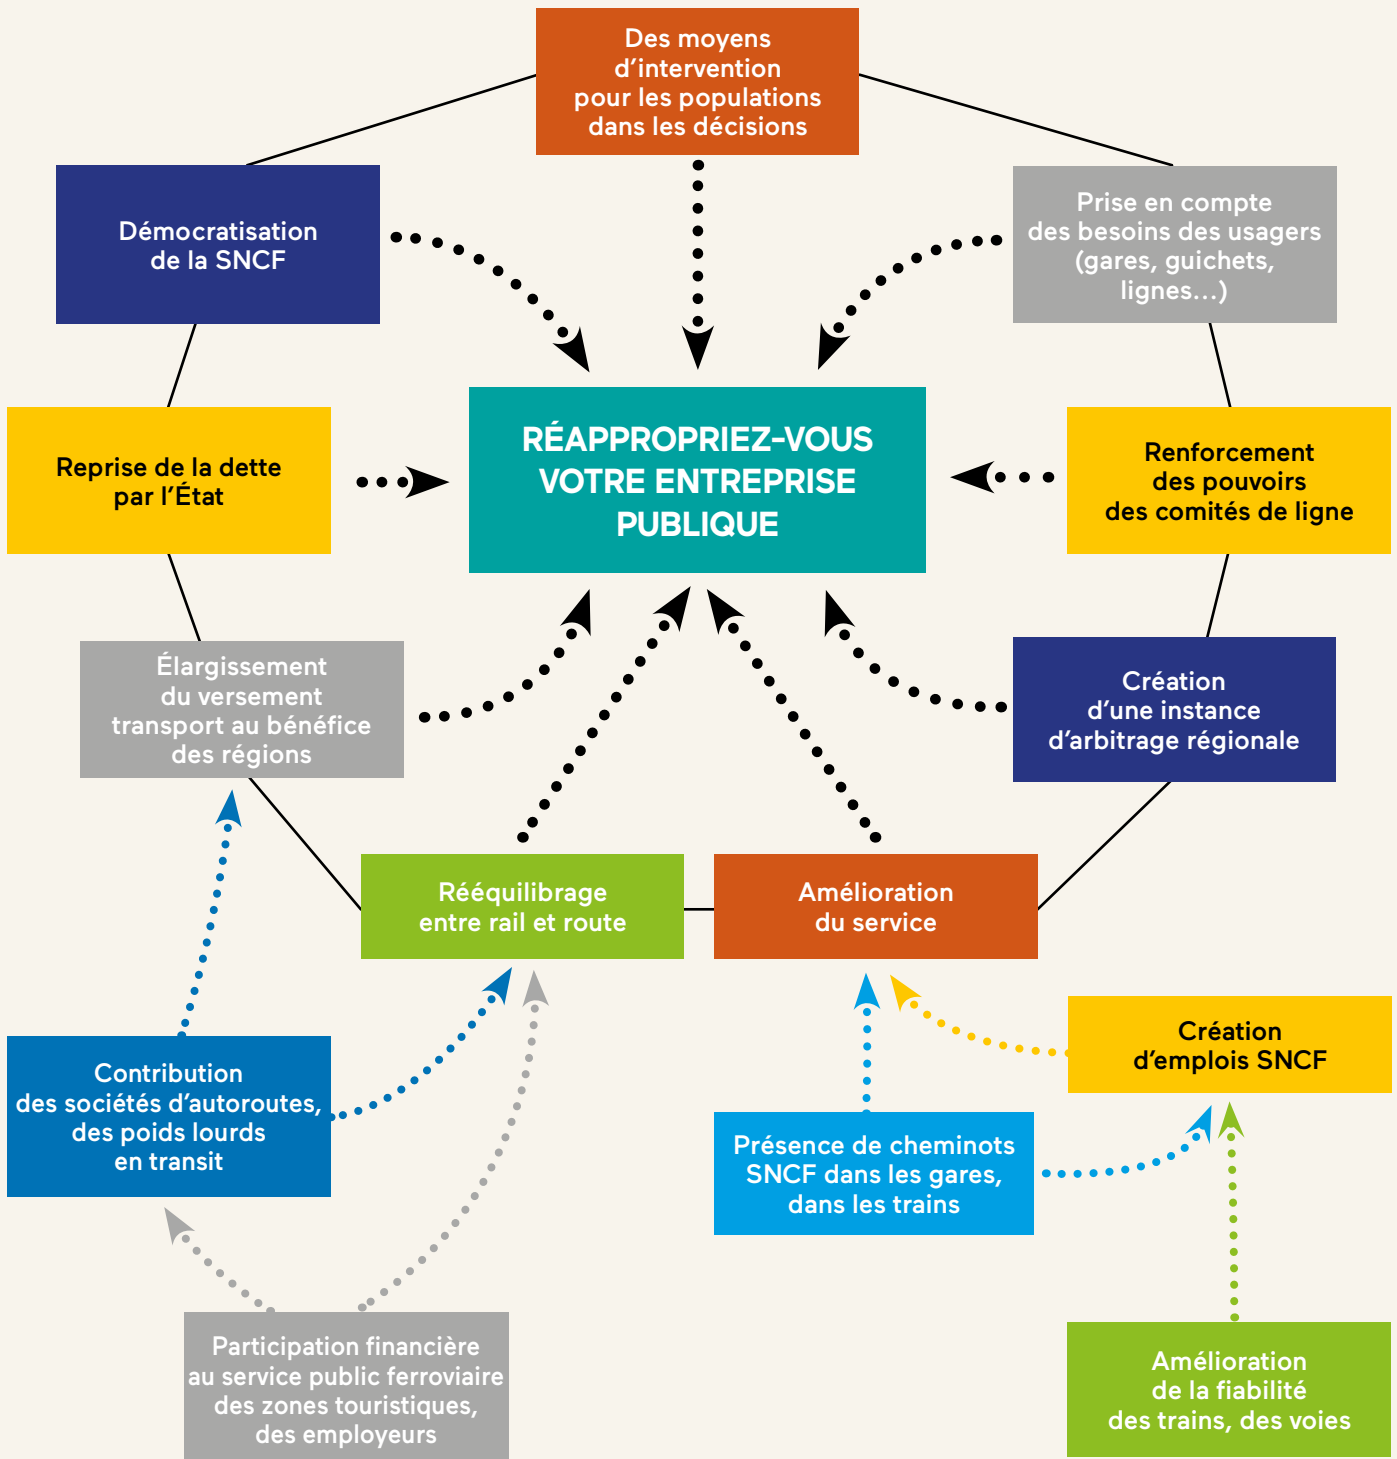 Des moyens
d'intervention
pour les populations
dans les décisions
Démocratisation
de la SNCF
Prise en compte
des besoins des usagers
(gares, guichets,
lignes…)
Reprise de la dette
par l'État
RÉAPPROPRIEZ-VOUS
VOTRE ENTREPRISE
PUBLIQUE
Renforcement
des pouvoirs
des comités de ligne
Élargissement
du versement
transport au bénéfice
des régions
Création
d'une instance
d'arbitrage régionale
Rééquilibrage
entre rail et route
Amélioration
du service
Contribution
des sociétés d'autoroutes,
des poids lourds
en transit
Création
d'emplois SNCF
Présence de cheminots
SNCF dans les gares,
dans les trains
Participation financière
au service public ferroviaire
des zones touristiques,
des employeurs
Amélioration
de la fiabilité
des trains, des voies